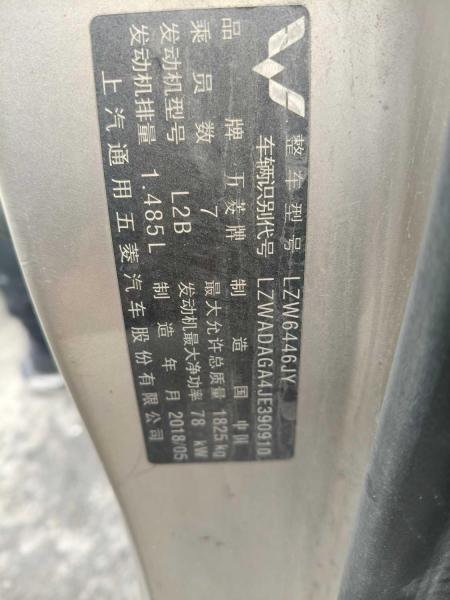 整车型号 LZW6446JY
车辆识别代号 LZWADAGA4JE390910
品牌 五菱牌 制造国 中国
乘员数 7 最大允许总质量 1825kg
发动机型号 L2B 发动机最大净功率 78 kW
发动机排量 1.485L 制造年月 2018/05
上汽通用五菱汽车股份有限公司